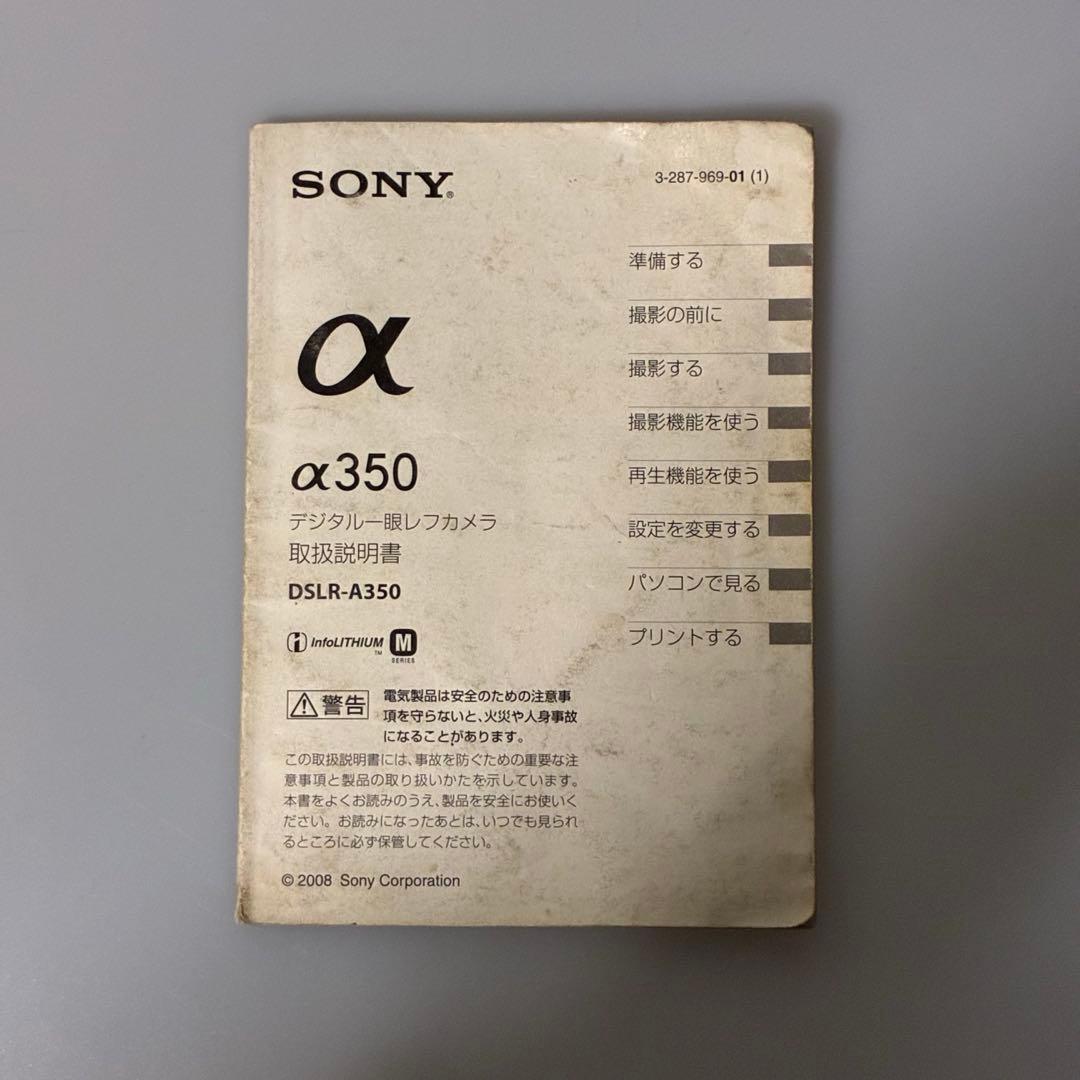 SONY®
3-287-969-01 (1)
α
α350
デジタル一眼レフカメラ
取扱説明書
DSLR-A350
InfoLITHIUM™ M SERIES
警告
電気製品は安全のための注意事
項を守らないと、火災や人身事故
になることがあります。
この取扱説明書には、事故を防ぐための重要な注
意事項と製品の取り扱いかたを示しています。
本書をよくお読みのうえ、製品を安全にお使いく
ださい。お読みになったあとは、いつでも見られ
るところに必ず保管してください。
© 2008 Sony Corporation
準備する
撮影の前に
撮影する
撮影機能を使う
再生機能を使う
設定を変更する
パソコンで見る
プリントする